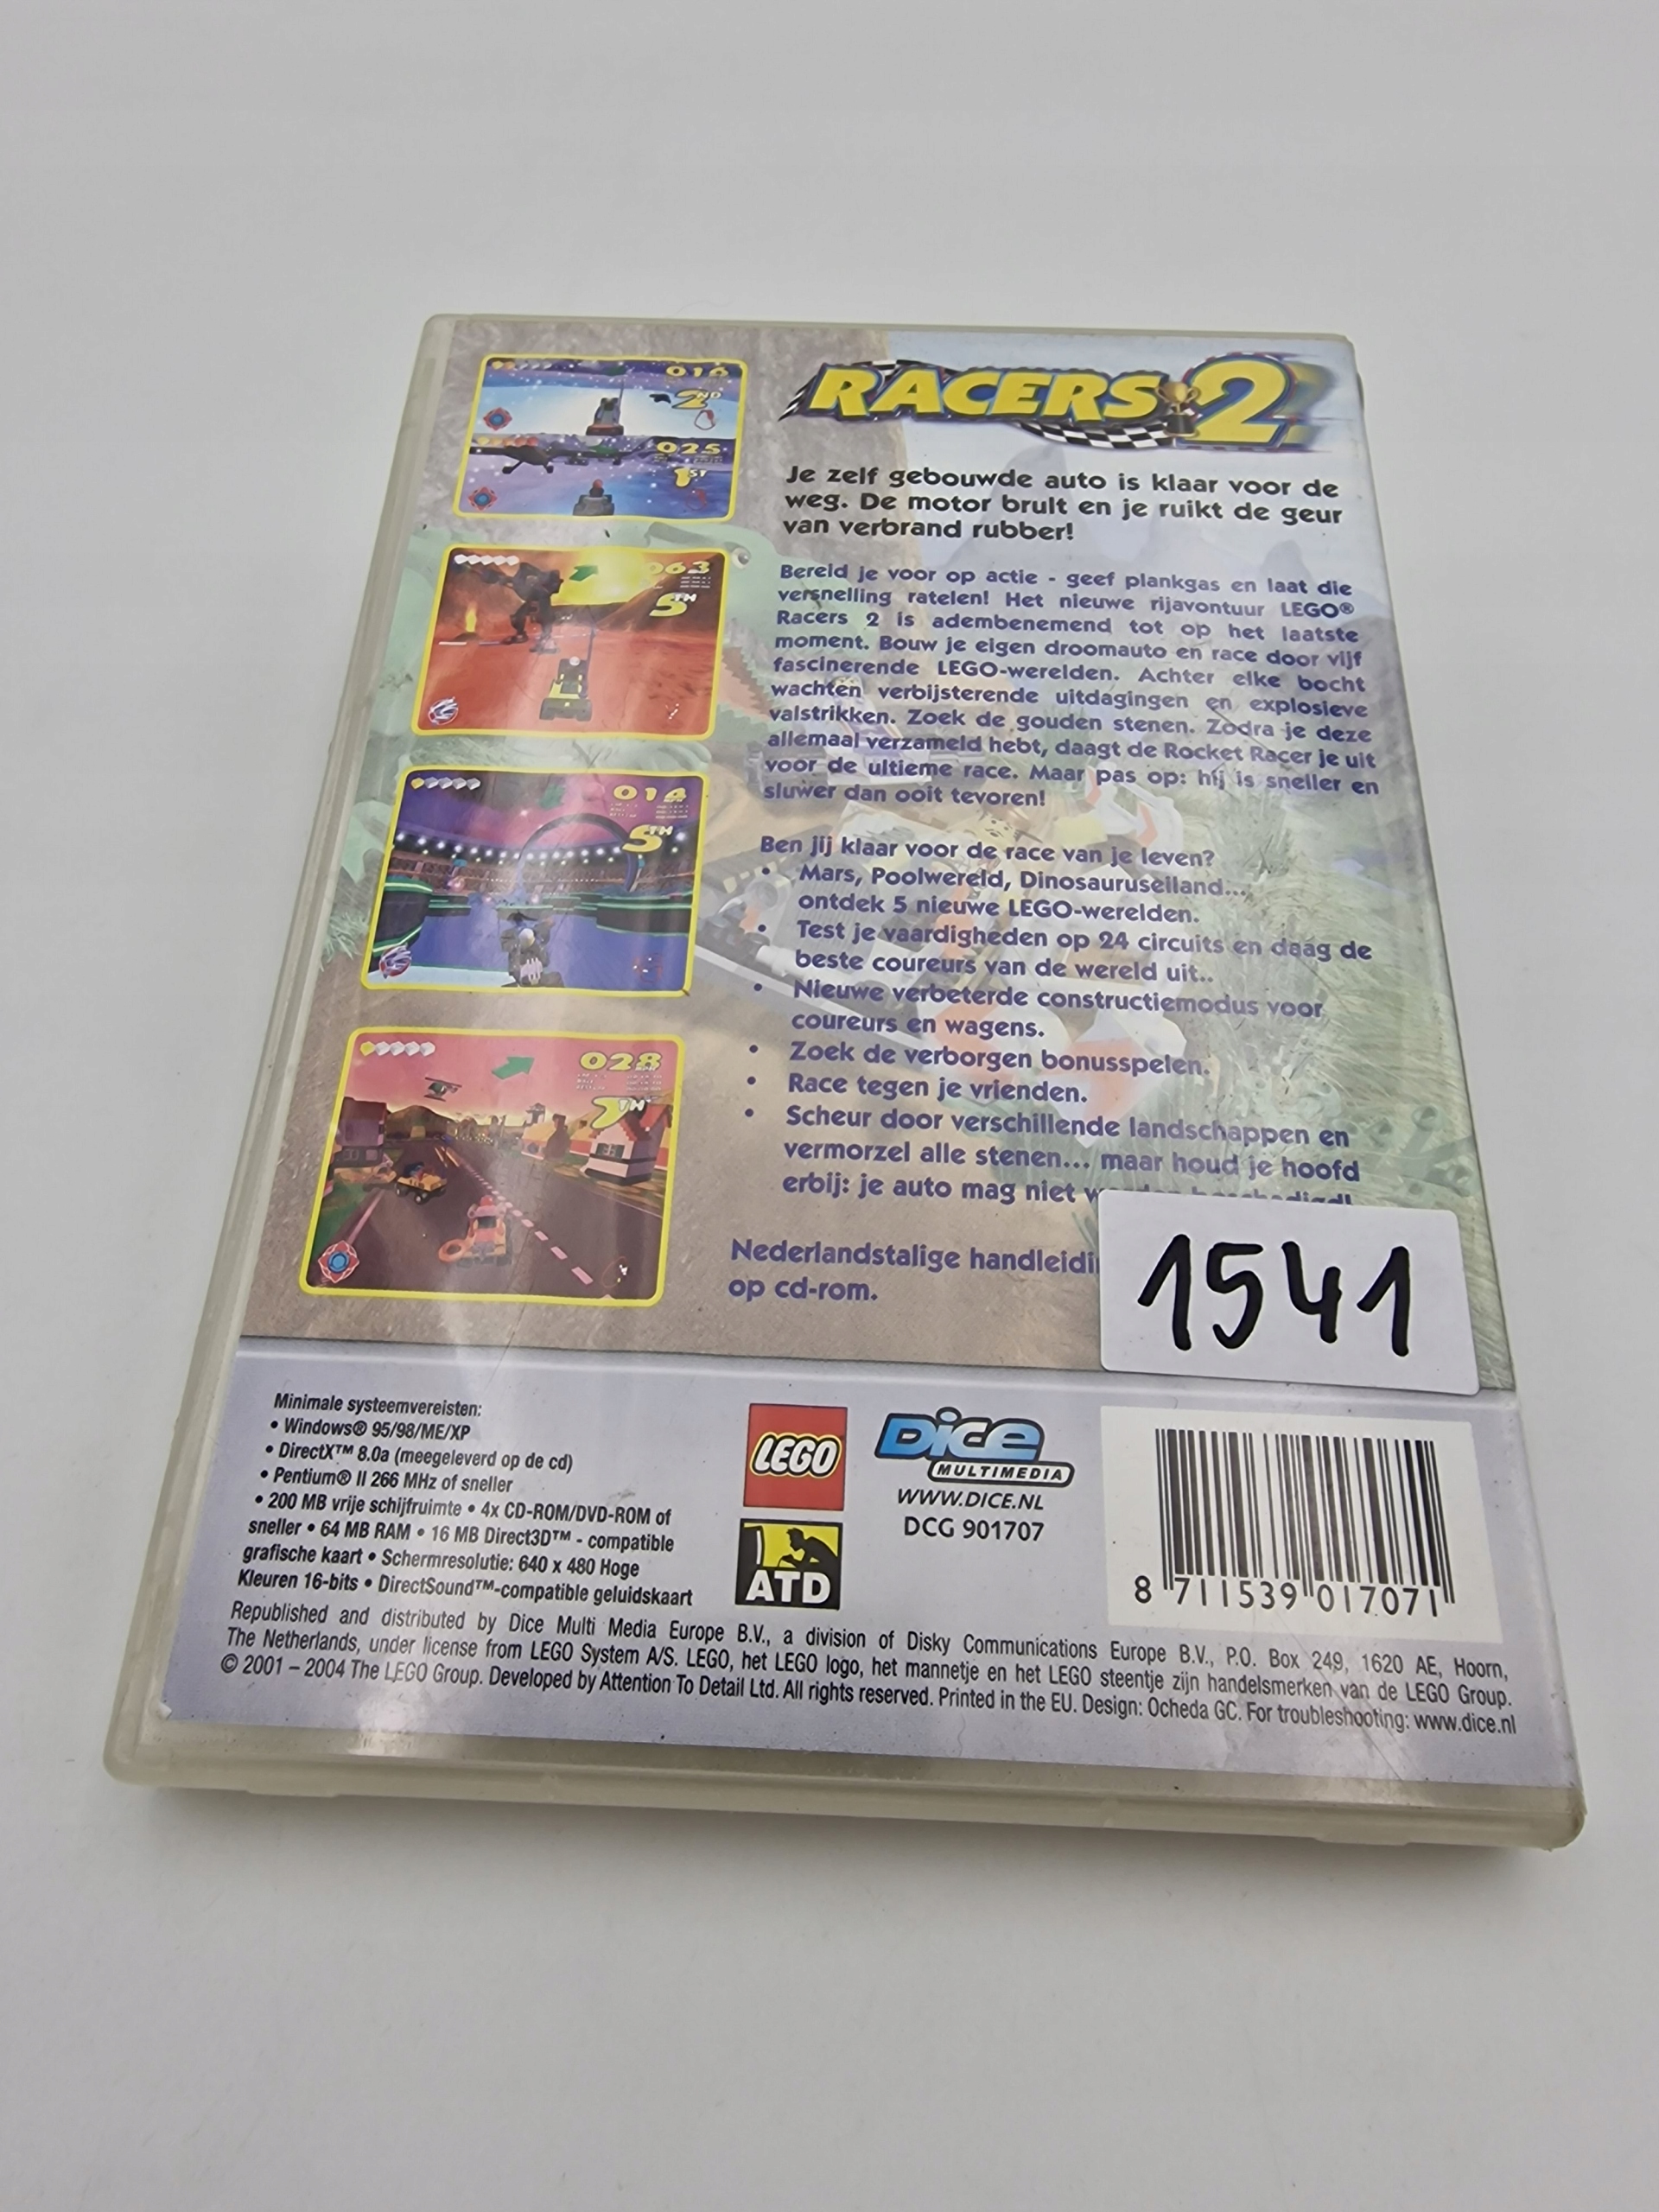 RACERS 2
Je zelf gebouwde auto is klaar voor de
weg. De motor brult en je ruikt de geur
van verbrand rubber!
Bereid je voor op actie - geef plankgas en laat die
versnelling ratelen! Het nieuwe rijavontuur LEGO®
Racers 2 is adembenemend tot op het laatste
moment. Bouw je eigen droomauto en race door vijf
fascinerende LEGO-werelden. Achter elke bocht
wachten verbijsterende uitdagingen en explosieve
valstrikken. Zoek de gouden stenen. Zodra je deze
allemaal verzameld hebt, daagt de Rocket Racer je uit
voor de ultieme race. Maar pas op: hij is sneller en
sluwer dan ooit tevoren!
Ben jij klaar voor de race van je leven?
• Mars, Poolwereld, Dinosauruseiland...,
ontdek 5 nieuwe LEGO-werelden.
• Test je vaardigheden op 24 circuits en daag de
beste coureurs van de wereld uit..
• Nieuwe verbeterde constructiemodus voor
coureurs en wagens.
• Zoek de verborgen bonusspelen.
• Race tegen je vrienden.
• Scheur door verschillende landschappen en
vermorzel alle stenen... maar houd je hoofd
erbij: je auto mag niet
Nederlandstalige handleidi
op cd-rom.
1541
016
2ND
025
1ST
063
5TH
014
5TH
028
7TH
Minimale systeemvereisten:
• Windows® 95/98/ME/XP
• DirectX™ 8.0a (meegeleverd op de cd)
• Pentium® II 266 MHz of sneller
• 200 MB vrije schijfruimte • 4x CD-ROM/DVD-ROM of
sneller • 64 MB RAM • 16 MB Direct3D™ - compatible
grafische kaart • Schermresolutie: 640 x 480 Hoge
Kleuren 16-bits • DirectSound™-compatible geluidskaart
LEGO
ATD
Dice
MULTIMEDIA
WWW.DICE.NL
DCG 901707
8 711539 017071
Republished and distributed by Dice Multi Media Europe B.V., a division of Disky Communications Europe B.V., P.O. Box 249, 1620 AE, Hoorn,
The Netherlands, under license from LEGO System A/S. LEGO, het LEGO logo, het mannetje en het LEGO steentje zijn handelsmerken van de LEGO Group.
© 2001 – 2004 The LEGO Group. Developed by Attention To Detail Ltd. All rights reserved. Printed in the EU. Design: Ocheda GC. For troubleshooting: www.dice.nl